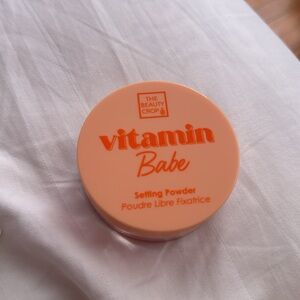 THE
BEAUTY
CROP
vitamin
Babe
Setting Powder
Poudre Libre Fixatrice